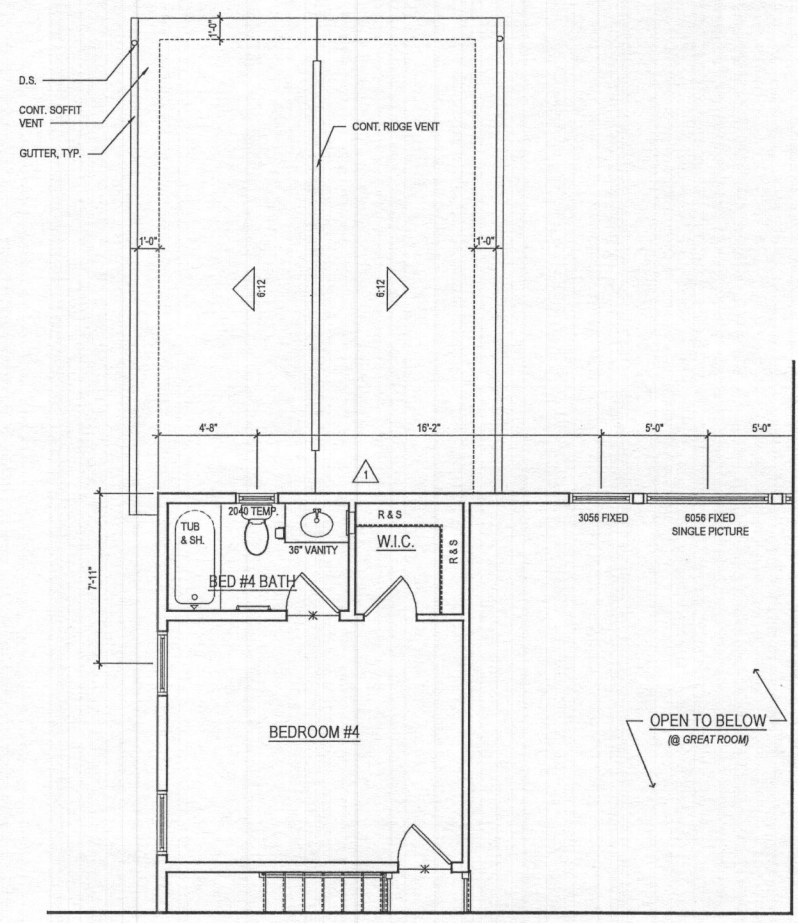 1'-0"
D.S.
CONT. SOFFIT
VENT
GUTTER, TYP.
CONT. RIDGE VENT
1'-0"
1'-0"
6:12
6:12
4'-8"
16'-2"
5'-0"
5'-0"
1
2040 TEMP.
R & S
3056 FIXED
6056 FIXED
SINGLE PICTURE
TUB
& SH.
36" VANITY
W.I.C.
R & S
7'-11"
BED #4 BATH
BEDROOM #4
OPEN TO BELOW
(@ GREAT ROOM)